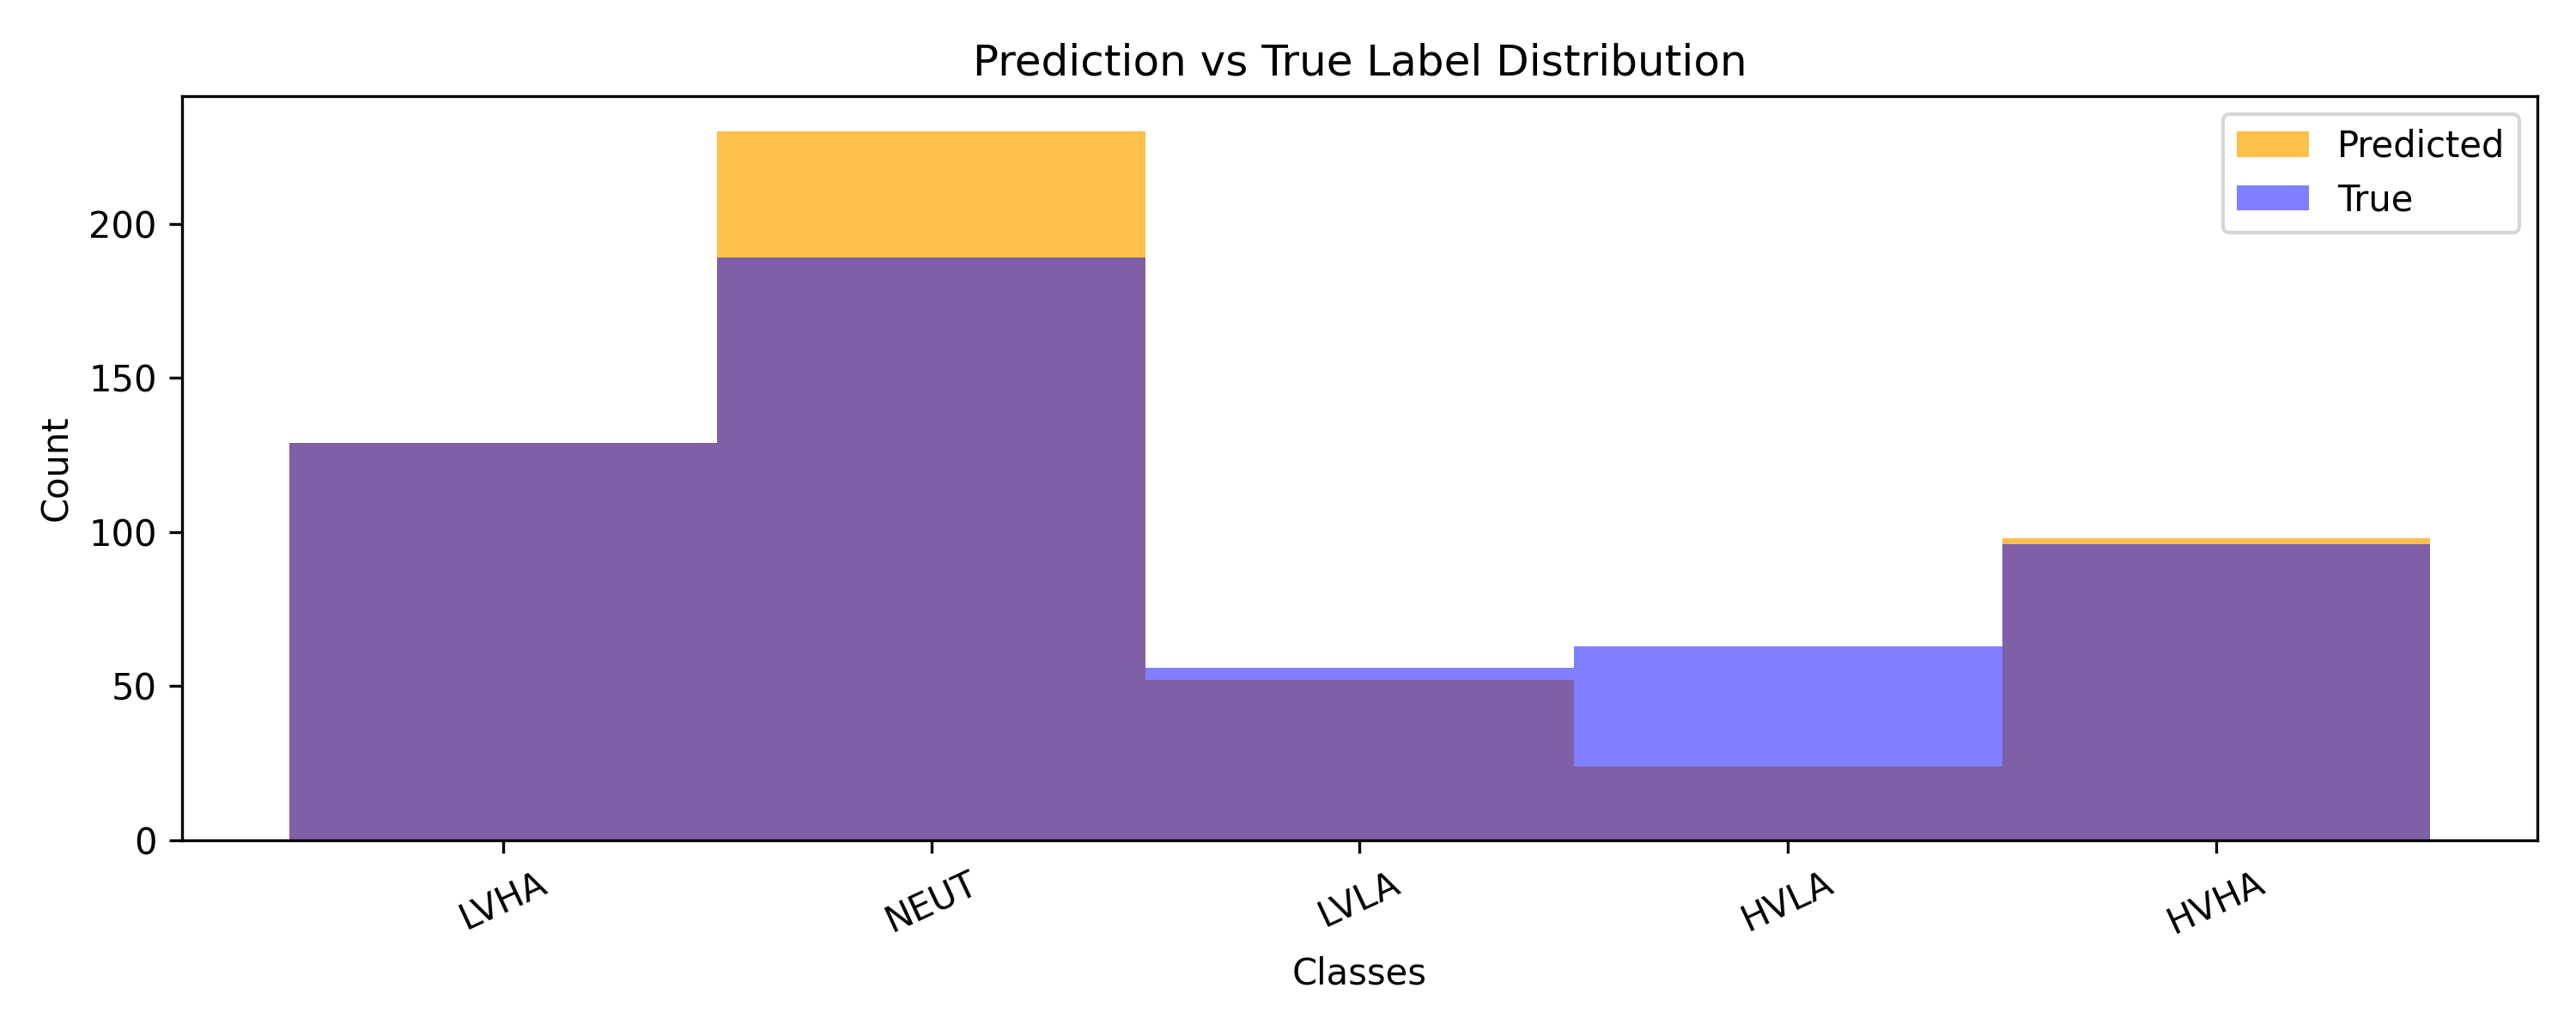 Prediction vs True Label Distribution
Predicted
True
200
150
100
50
0
Count
LVHA
NEUT
LVLA
HVLA
HVHA
Classes